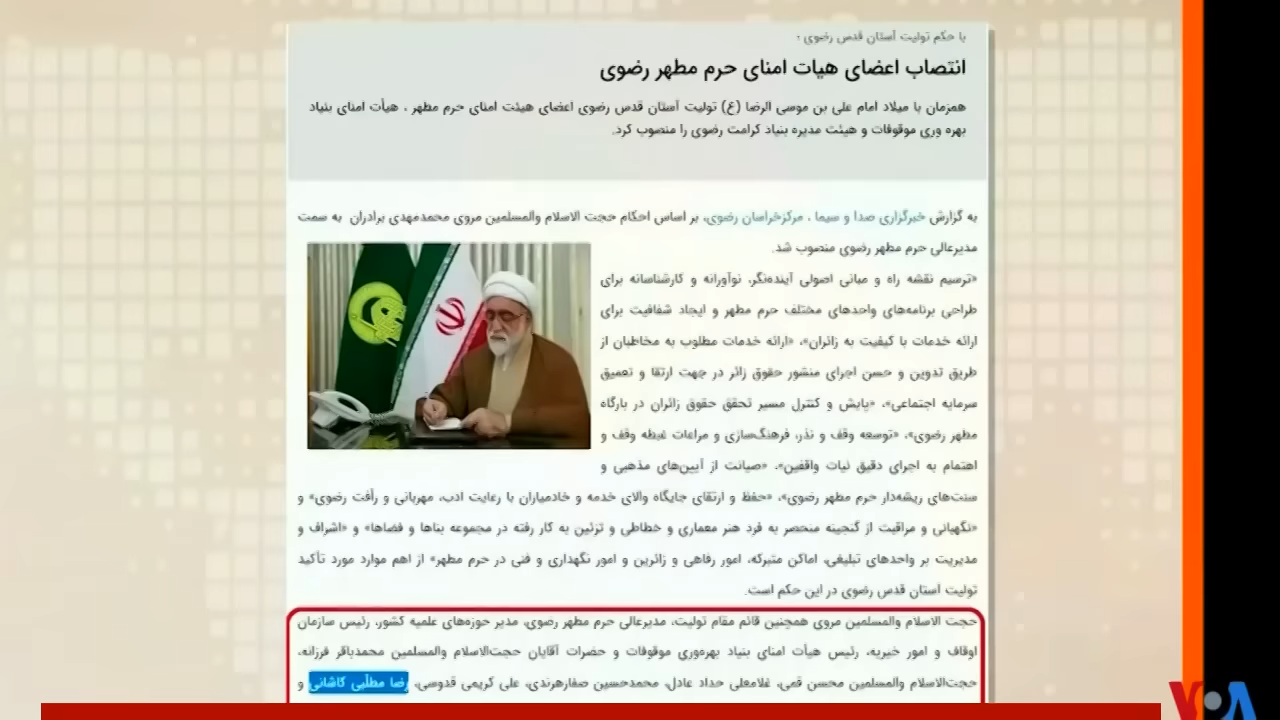 با حکم تولیت آستان قدس رضوی ؛
انتصاب اعضای هیات امنای حرم مطهر رضوی
همزمان با میلاد امام علی بن موسی الرضا (ع) تولیت آستان قدس رضوی اعضای هیئت امنای حرم مطهر ، هیأت امنای بنیاد
بهره وری موقوفات و هیئت مدیره بنیاد کرامت رضوی را منصوب کرد.
به گزارش خبرگزاری صدا و سیما ، مرکزخراسان رضوی، بر اساس احکام حجت الاسلام والمسلمین مروی محمدمهدی برادران به سمت
مدیرعالی حرم مطهر رضوی منصوب شد.
«ترسیم نقشه راه و مبانی اصولی آینده‌نگر، نوآورانه و کارشناسانه برای
طراحی برنامه‌های واحدهای مختلف حرم مطهر و ایجاد شفافیت برای
ارائه خدمات با کیفیت به زائران»، «ارائه خدمات مطلوب به مخاطبان از
طریق تدوین و حسن اجرای منشور حقوق زائر در جهت ارتقا و تعمیق
سرمایه اجتماعی»، «پایش و کنترل مسیر تحقق حقوق زائران در بارگاه
مطهر رضوی»، «توسعه وقف و نذر، فرهنگ‌سازی و مراعات غبطه وقف و
اهتمام به اجرای دقیق نیات واقفین»، «صیانت از آیین‌های مذهبی و
سنت‌های ریشه‌دار حرم مطهر رضوی»، «حفظ و ارتقای جایگاه والای خدمه و خادمیاران با رعایت ادب، مهربانی و رأفت رضوی» و
«نگهبانی و مراقبت از گنجینه منحصر به فرد هنر معماری و خطاطی و تزئین به کار رفته در مجموعه بناها و فضاها» و «اشراف و
مدیریت بر واحدهای تبلیغی، اماکن متبرکه، امور رفاهی و زائرین و امور نگهداری و فنی در حرم مطهر» از اهم موارد مورد تأکید
تولیت آستان قدس رضوی در این حکم است.
حجت الاسلام والمسلمین مروی همچنین قائم مقام تولیت، مدیرعالی حرم مطهر رضوی، مدیر حوزه‌های علمیه کشور، رئیس سازمان
اوقاف و امور خیریه، رئیس هیأت امنای بنیاد بهره‌وری موقوفات و حضرات آقایان حجت‌الاسلام والمسلمین محمدباقر فرزانه،
حجت‌الاسلام والمسلمین محسن قمی، غلامعلی حداد عادل، محمدحسین صفارهرندی، علی کریمی قدوسی، رضا مطلّبی کاشانی و
VOA